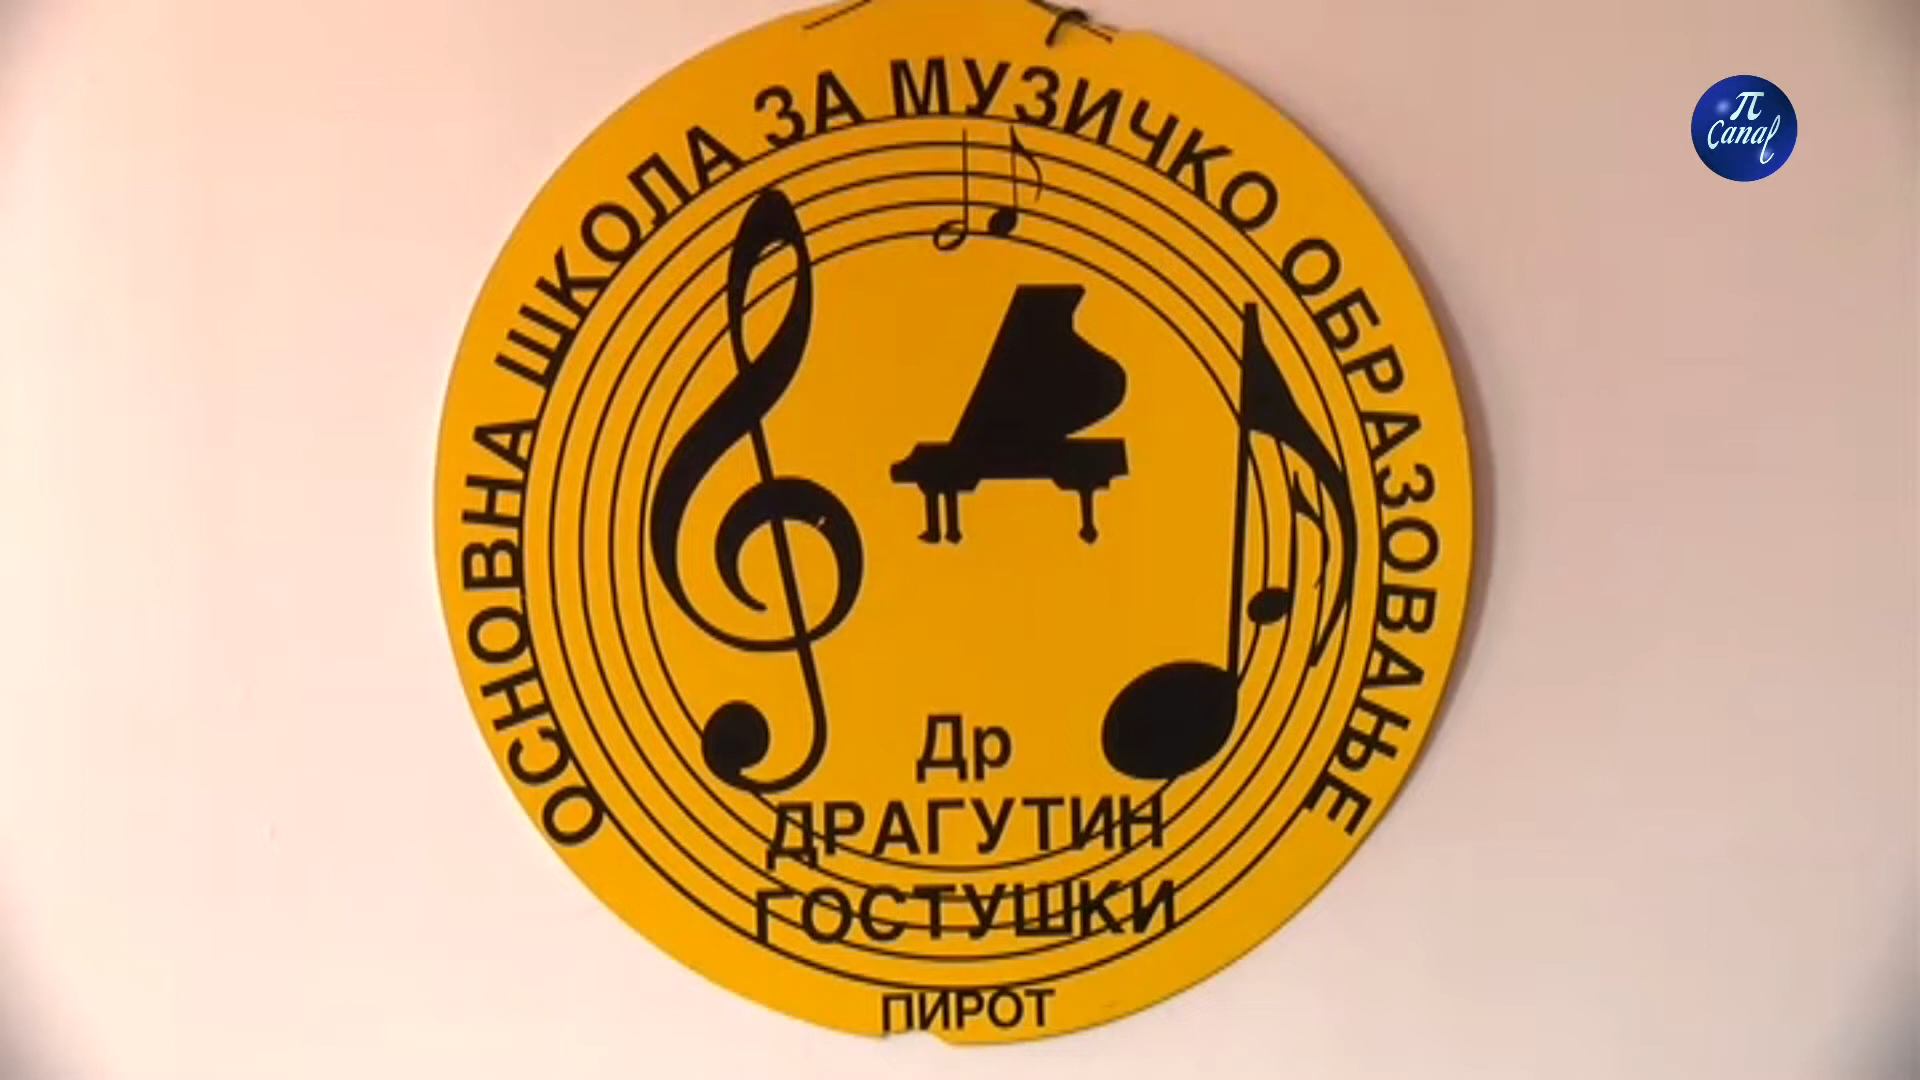 ОСНОВНА ШКОЛА ЗА МУЗИЧКО ОБРАЗОВАЊЕ
Др
ДРАГУТИН
ГОСТУШКИ
ПИРОТ
π
Canal